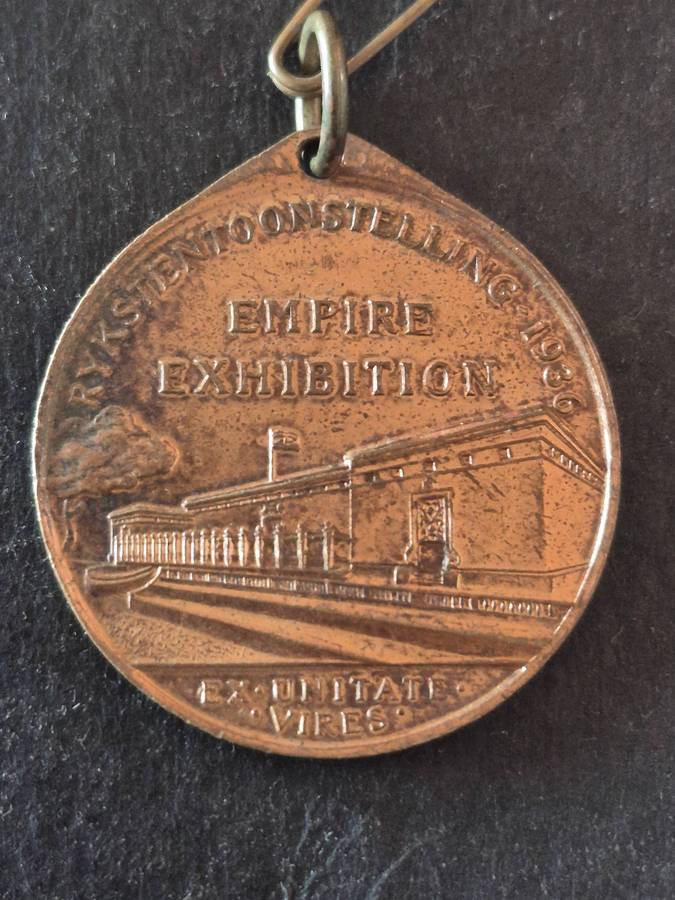 RYKSTENTOONSTELLING-1936
EMPIRE
EXHIBITION
·EX·UNITATE·
·VIRES·